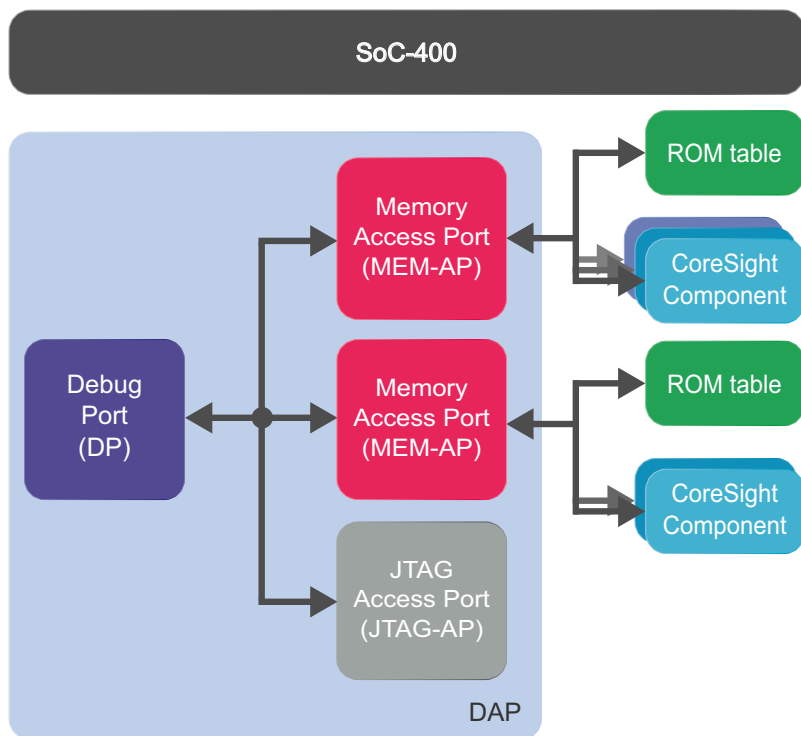 SoC-400
Memory
Access Port
(MEM-AP)
ROM table
CoreSight
Component
Debug
Port
(DP)
Memory
Access Port
(MEM-AP)
ROM table
CoreSight
Component
JTAG
Access Port
(JTAG-AP)
DAP